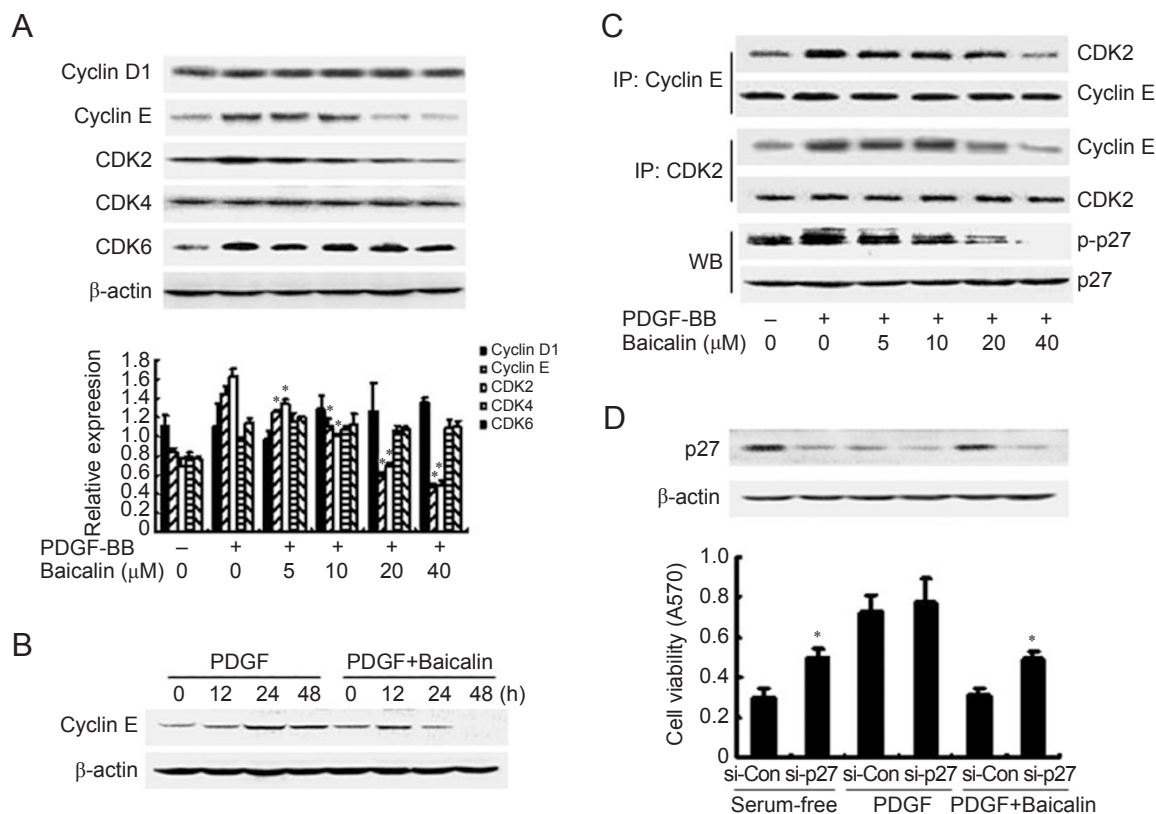 A
Cyclin D1
Cyclin E
CDK2
CDK4
CDK6
β-actin
Relative expreesion
1.8
1.6
1.4
1.2
1.0
0.8
0.6
0.4
0.2
0
Cyclin D1
Cyclin E
CDK2
CDK4
CDK6
* * * * * * * *
PDGF-BB – + + + + +
Baicalin (μM) 0 0 5 10 20 40
B
PDGF PDGF+Baicalin
0 12 24 48 0 12 24 48 (h)
Cyclin E
β-actin
C
IP: Cyclin E
CDK2
Cyclin E
IP: CDK2
Cyclin E
CDK2
WB
p-p27
p27
PDGF-BB – + + + + +
Baicalin (μM) 0 0 5 10 20 40
D
p27
β-actin
Cell viability (A570)
1.0
0.8
0.6
0.4
0.2
0
* *
si-Con si-p27 si-Con si-p27 si-Con si-p27
Serum-free PDGF PDGF+Baicalin